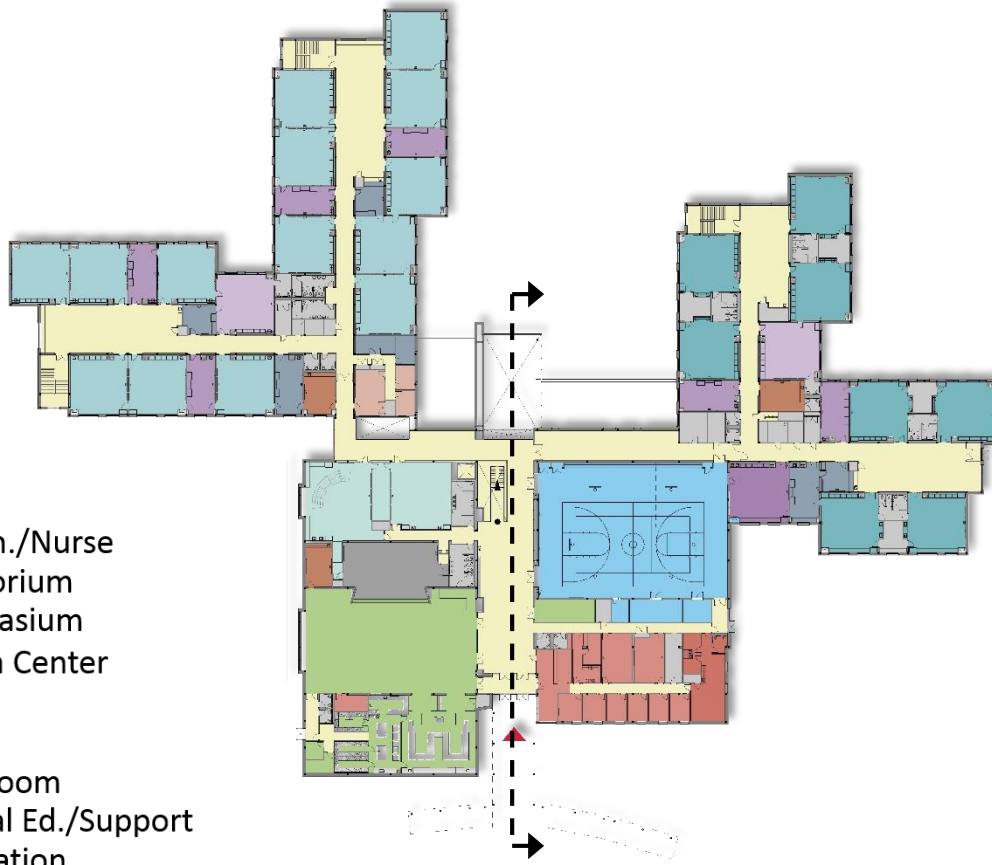 n./Nurse
orium
asium
n Center
oom
al Ed./Support
ation